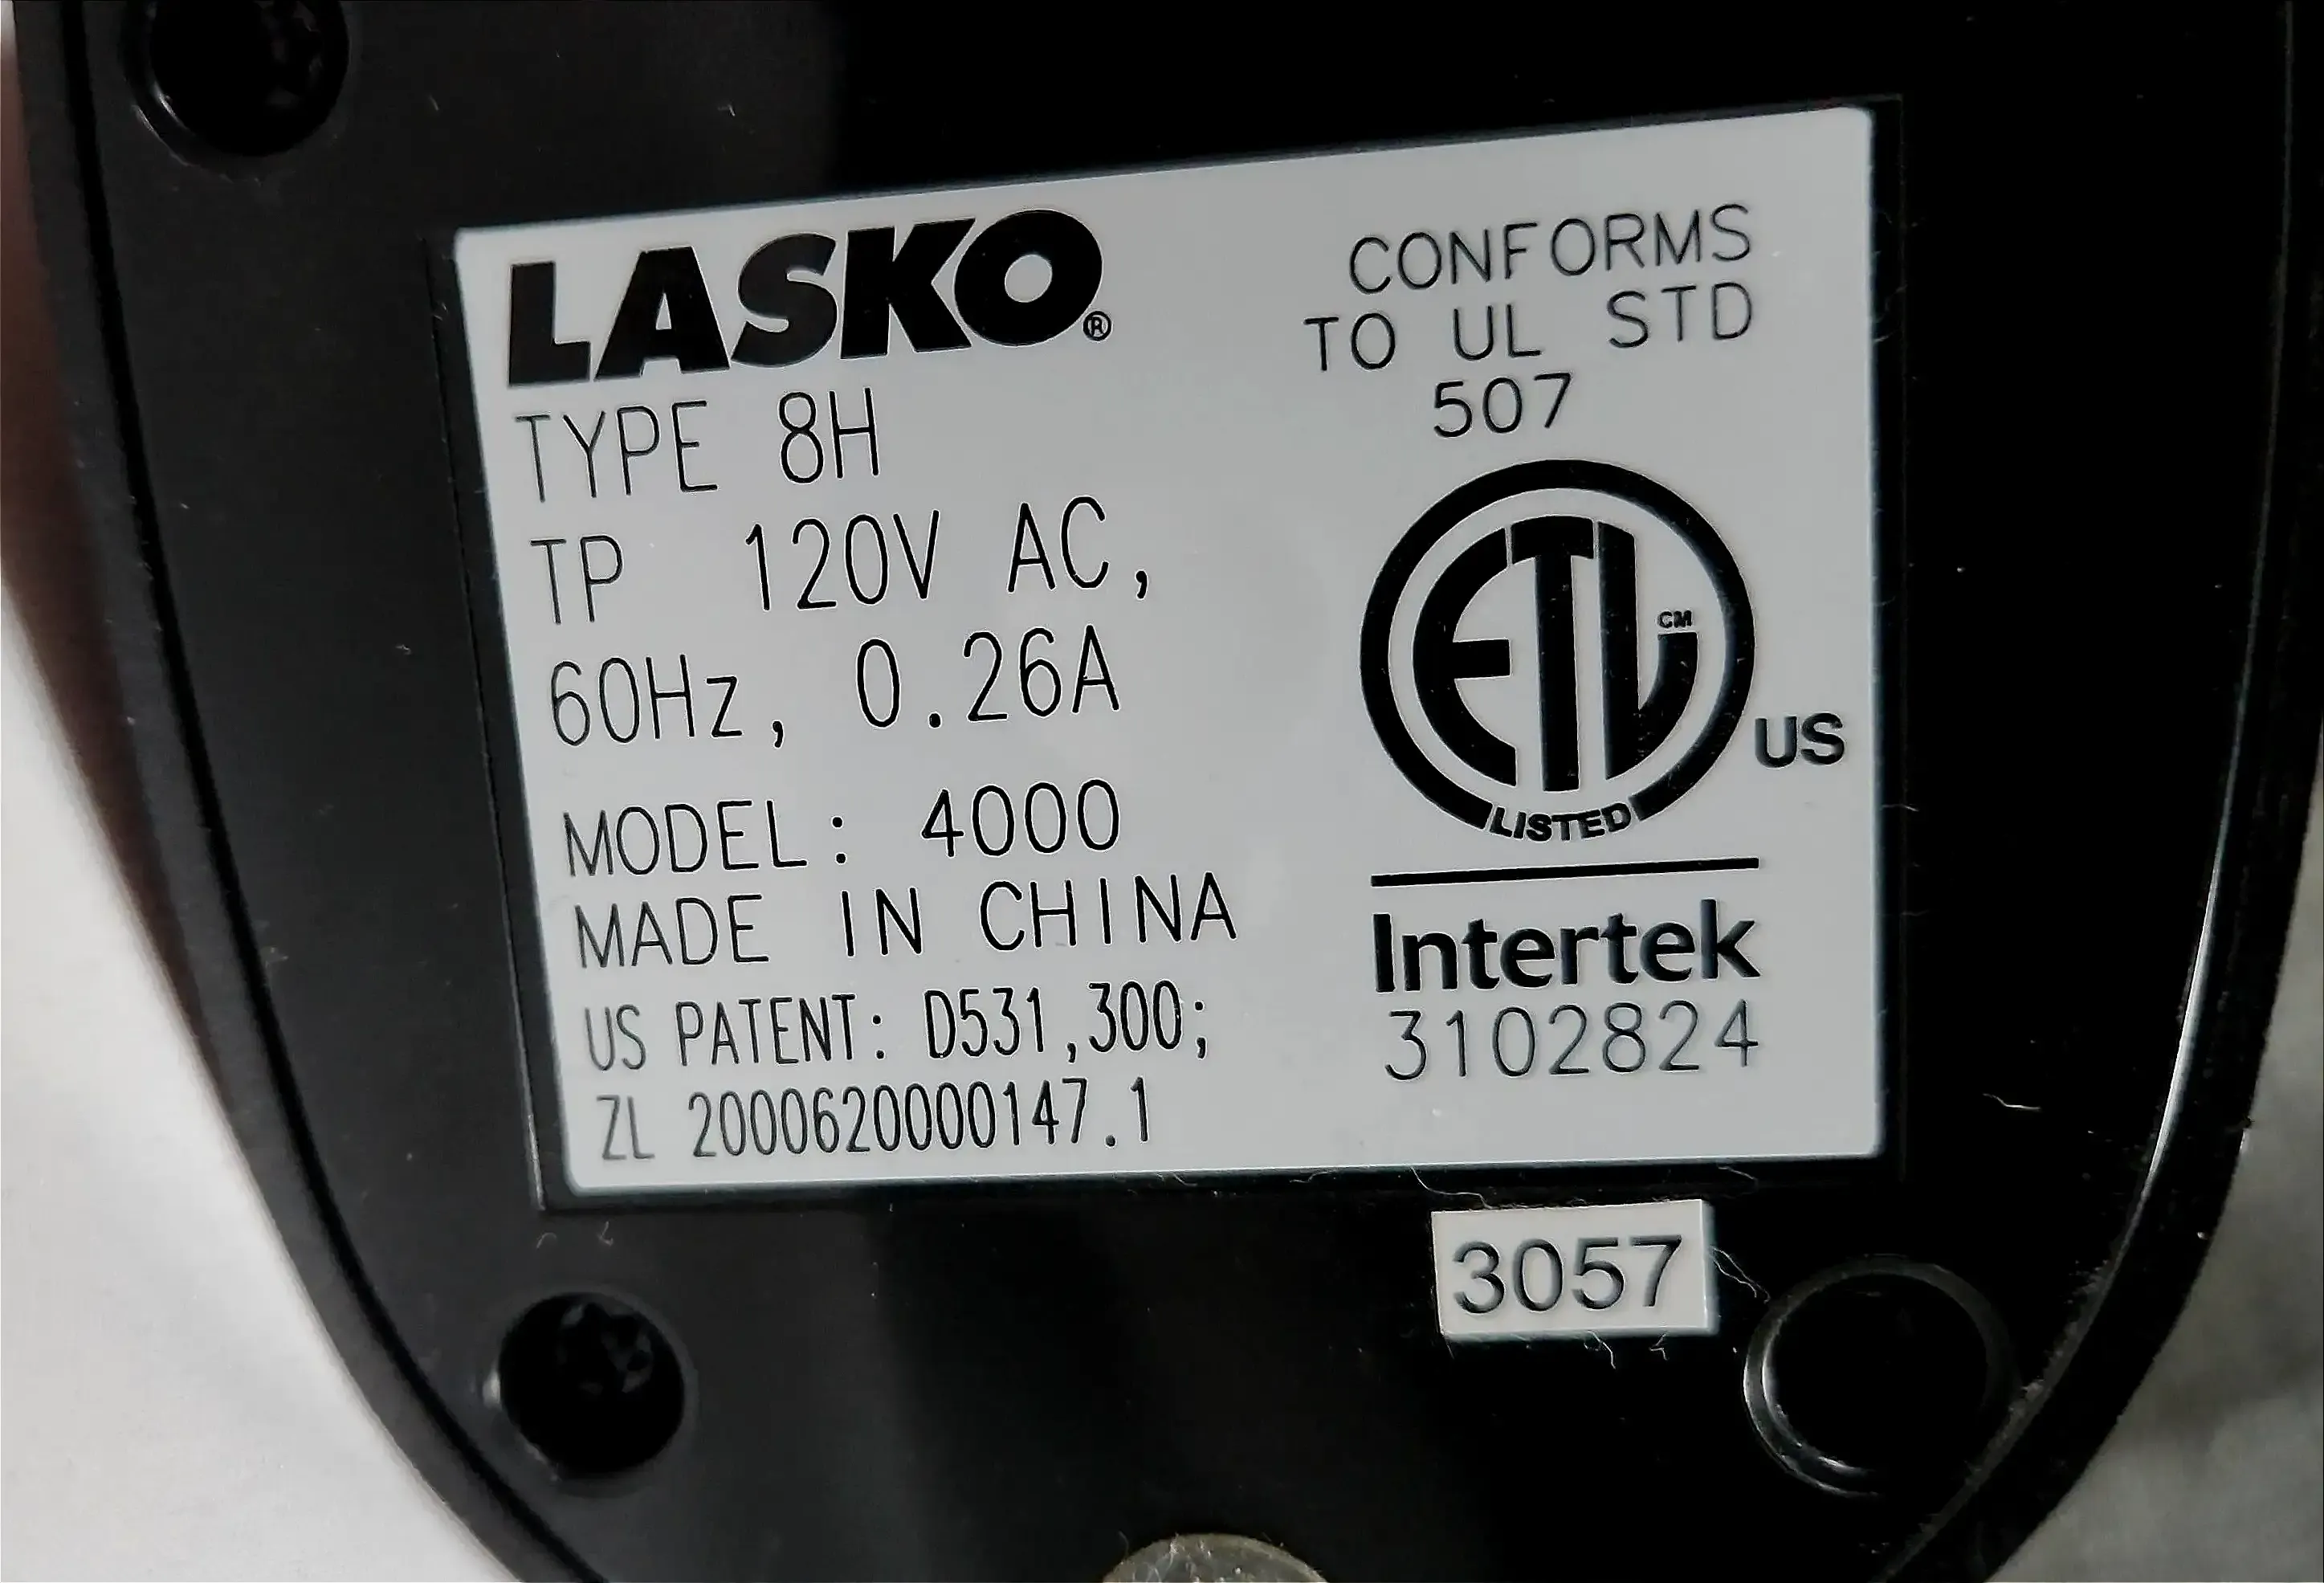 LASKO®
TYPE 8H
TP 120V AC,
60Hz, 0.26A
MODEL: 4000
MADE IN CHINA
US PATENT: D531,300;
ZL 2000620000147.1
CONFORMS
TO UL STD
507
ETL CM
US
LISTED
Intertek
3102824
3057